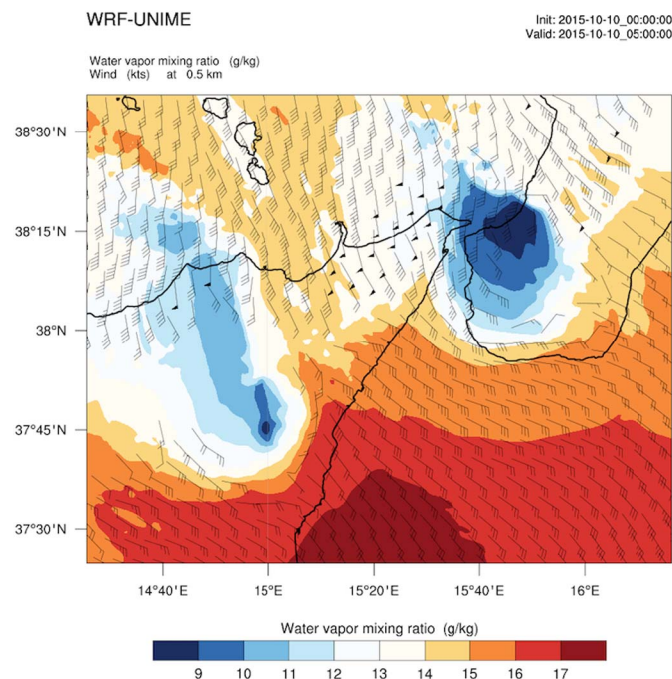 WRF-UNIME
Init: 2015-10-10_00:00:00
Valid: 2015-10-10_05:00:00
Water vapor mixing ratio (g/kg)
Wind (kts) at 0.5 km
38°30'N
38°15'N
38°N
37°45'N
37°30'N
14°40'E 15°E 15°20'E 15°40'E 16°E
Water vapor mixing ratio (g/kg)
9 10 11 12 13 14 15 16 17